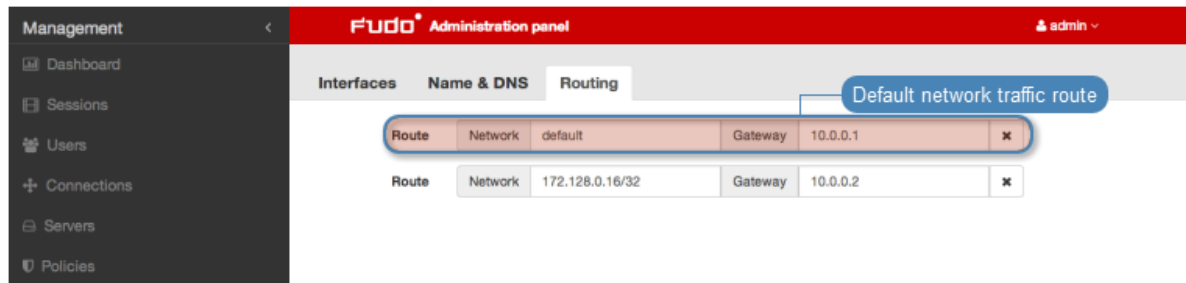 Management
Dashboard
Sessions
Users
Connections
Servers
Policies
FUDO Administration panel
admin
Interfaces Name & DNS Routing
Default network traffic route
Route Network default Gateway 10.0.0.1
Route Network 172.128.0.16/32 Gateway 10.0.0.2